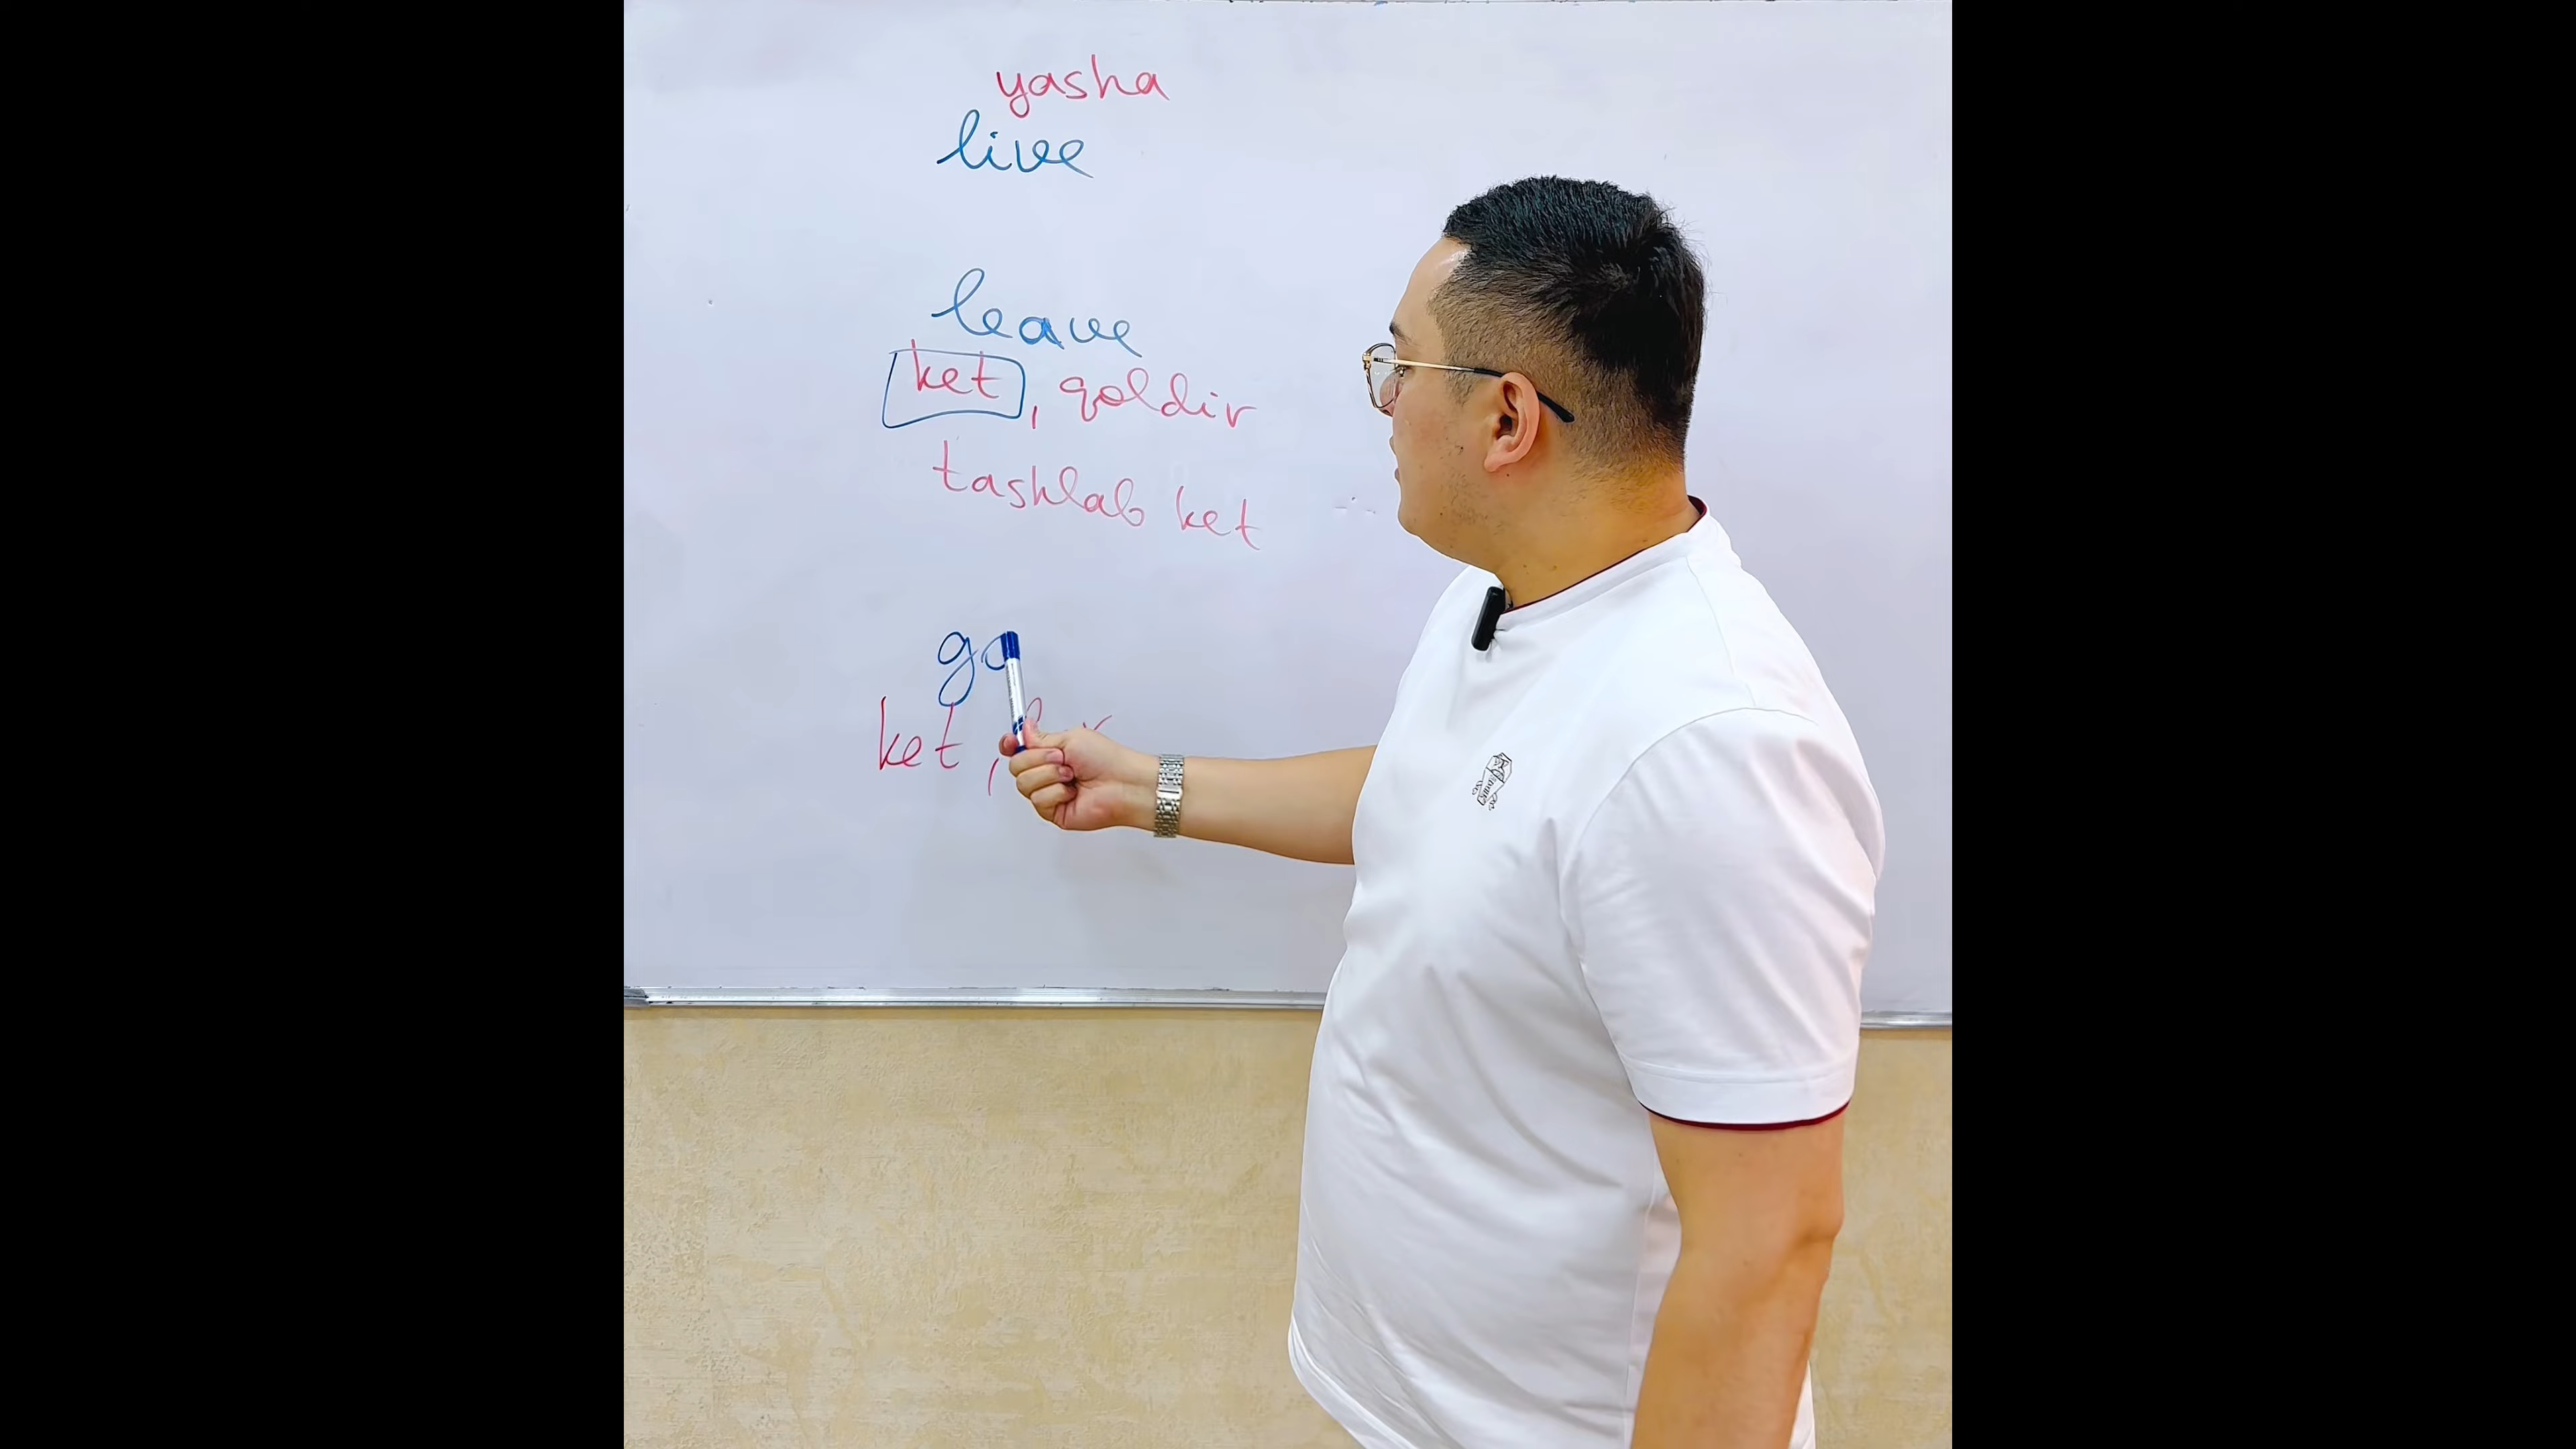 yasha
live
leave
ket, qoldir
tashlab ket
go
ket,